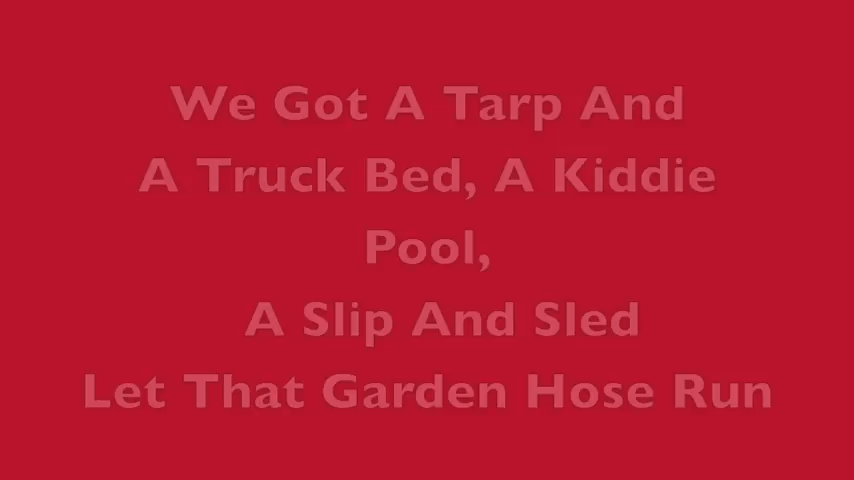 We Got A Tarp And
A Truck Bed, A Kiddie
Pool,
A Slip And Sled
Let That Garden Hose Run